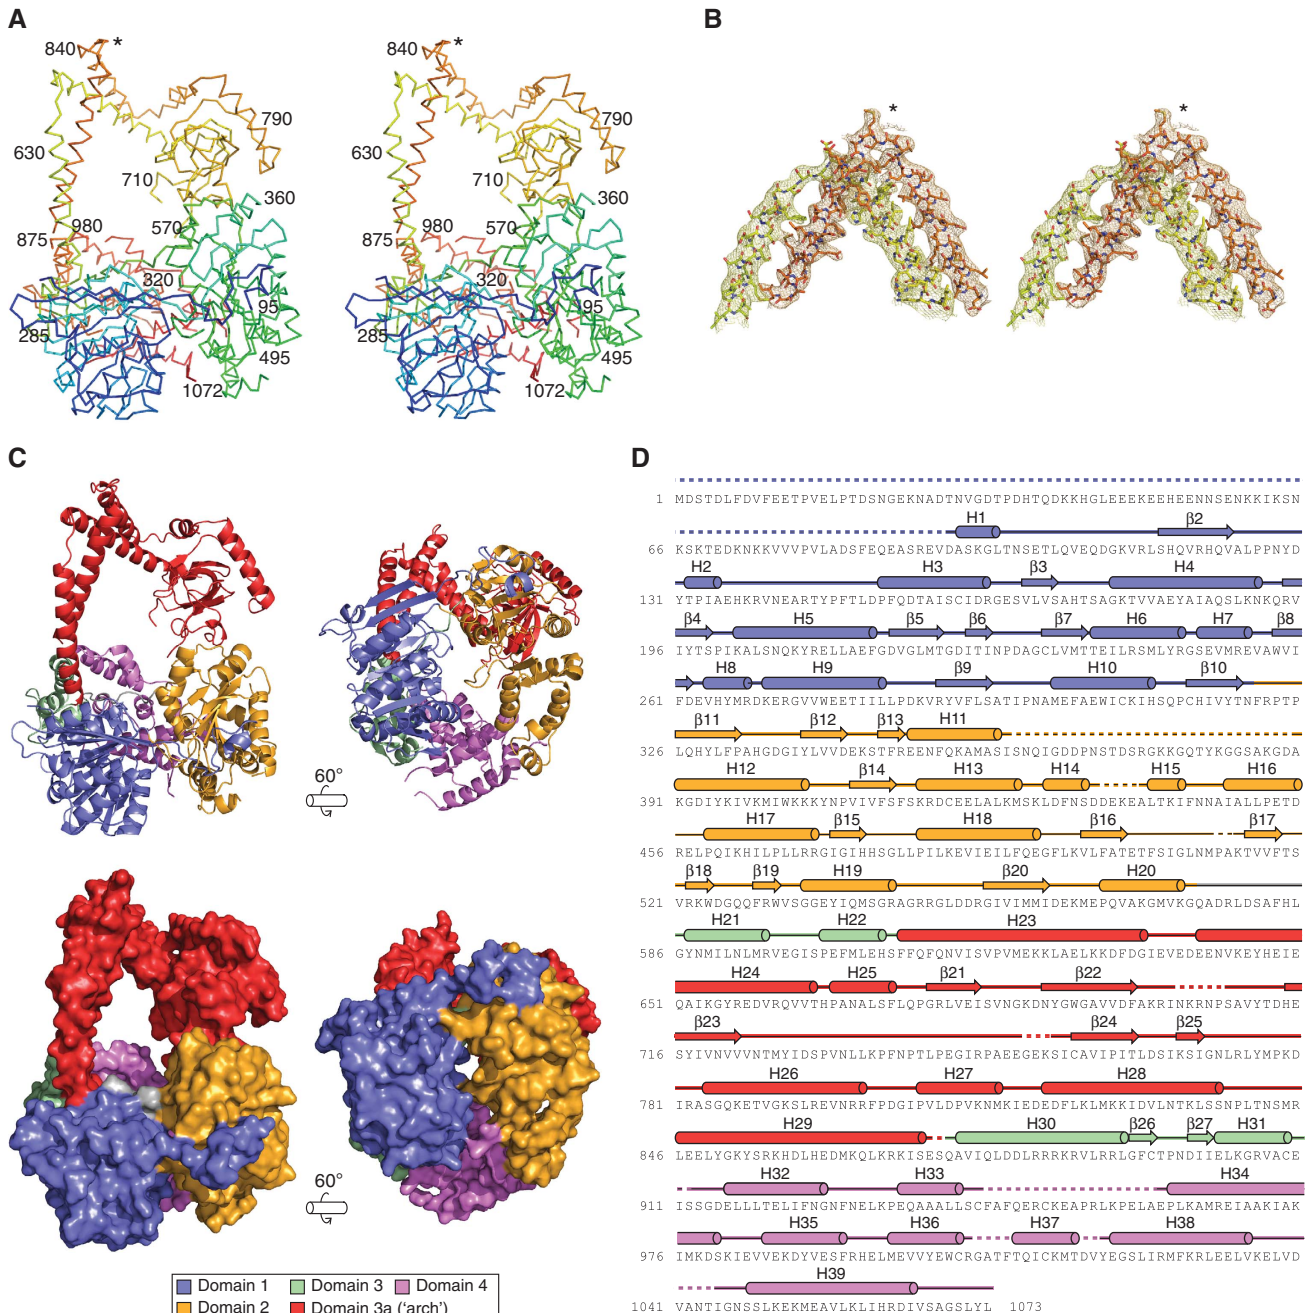 A
840 *
790
630
710
360
570
980
875
320
95
285
495
1072
840 *
790
630
710
360
570
980
875
320
95
285
495
1072
B
*
*
C
60°
60°
Domain 1 Domain 3 Domain 4
Domain 2 Domain 3a ('arch')
D
1 MDSTDLFDVFEETPVELPTDSNGEKNADTNVGDTPDHTQDKKHGLEEEKEEHEENNSENKKIKSN
H1 β2
66 KSKTEDKNKKVVVPVLADSFEQEASREVDASKGLTNSETLQVEQDGKVRLSHQVRHQVALPPNYD
H2 H3 β3 H4
131 YTPIAEHKRVNEARTYPFTLDPFQDTAISCIDRGESVLVSAHTSAGKTVVAEYAIAQSLKNKQRV
β4 H5 β5 β6 β7 H6 H7 β8
196 IYTSPIKALSNQKYRELLAEFGDVGLMTGDITINPDAGCLVMTTEILRSMLYRGSEVMREVAWVI
H8 H9 β9 H10 β10
261 FDEVHYMRDKERGVVWEETIILLPDKVRYVFLSATIPNAMEFAEWICKIHSQPCHIVYTNFRPTP
β11 β12 β13 H11
326 LQHYLFPAHGDGIYLVVDEKSTFREENFQKAMASISNQIGDDPNSTDSRGKKGQTYKGGSAKGDA
H12 β14 H13 H14 H15 H16
391 KGDIYKIVKMIWKKKYNPVIVFSFSKRDCEELALKMSKLDFNSDDEKEALTKIFNNAIALLPETD
H17 β15 H18 β16 β17
456 RELPQIKHILPLLRRGIGIHHSGLLPILKEVIEILFQEGFLKVLFATETFSIGLNMPAKTVVFTS
β18 β19 H19 β20 H20
521 VRKWDGQQFRWVSGGEYIQMSGRAGRRGLDDRGIVIMMIDEKMEPQVAKGMVKGQADRLDSAFHL
H21 H22 H23
586 GYNMILNLMRVEGISPEFMLEHSFFQFQNVISVPVMEKKLAELKKDFDGIEVEDEENVKEYHEIE
H24 H25 β21 β22
651 QAIKGYREDVRQVVTHPANALSFLQPGRLVEISVNGKDNYGWGAVVDFAKRINKRNPSAVYTDHE
β23 β24 β25
716 SYIVNVVVNTMYIDSPVNLLKPFNPTLPEGIRPAEEGEKSICAVIPITLDSIKSIGNLRLYMPKD
H26 H27 H28
781 IRASGQKETVGKSLREVNRRFPDGIPVLDPVKNMKIEDEDFLKLMKKIDVLNTKLSSNPLTNSMR
H29 H30 β26 β27 H31
846 LEELYGKYSRKHDLHEDMKQLKRKISESQAVIQLDDLRRRKRVLRRLGFCTPNDIIELKGRVACE
H32 H33 H34
911 ISSGDELLLTELIFNGNFNELKPEQAAALLSCFAFQERCKEAPRLKPELAEPLKAMREIAAKIAK
H35 H36 H37 H38
976 IMKDSKIEVVEKDYVESFRHELMEVVYEWCRGATFTQICKMTDVYEGSLIRMFKRLEELVKELVD
H39
1041 VANTIGNSSLKEKMEAVLKLIHRDIVSAGSLYL 1073